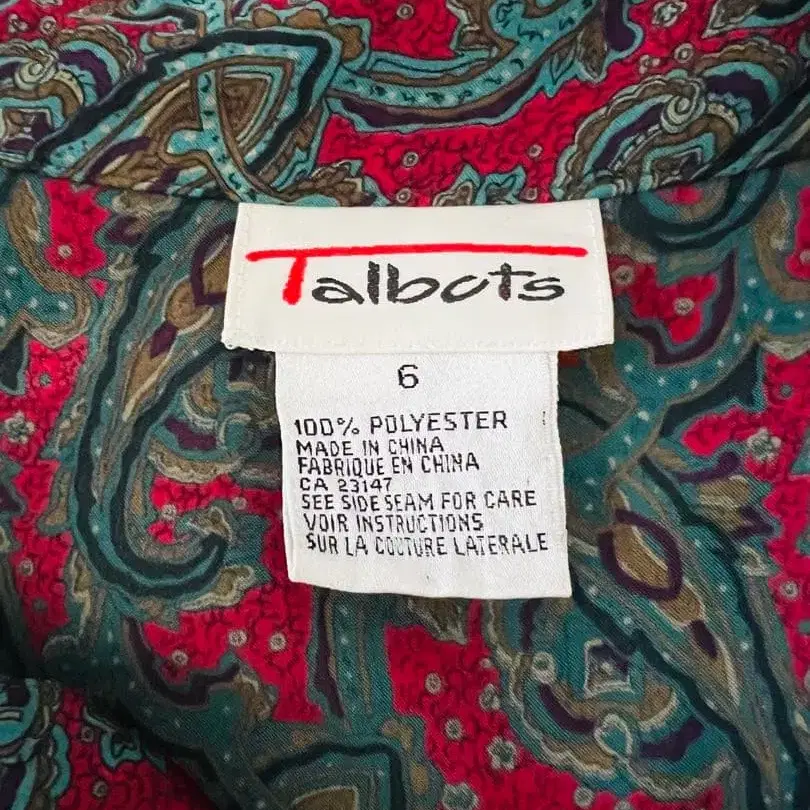 Talbots
6
100% POLYESTER
MADE IN CHINA
FABRIQUE EN CHINA
CA 23147
SEE SIDE SEAM FOR CARE
VOIR INSTRUCTIONS
SUR LA COUTURE LATERALE